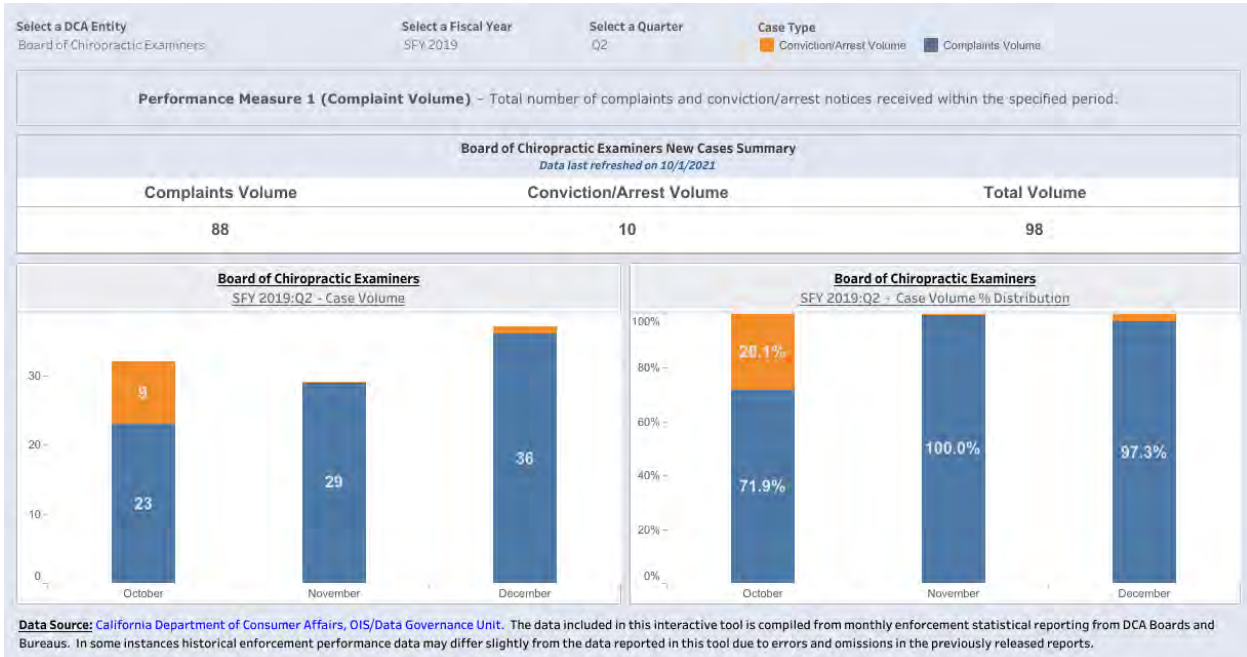 Select a DCA Entity Select a Fiscal Year Select a Quarter Case Type
Board of Chiropractic Examiners SFY 2019 Q2 Conviction/Arrest Volume Complaints Volume
Performance Measure 1 (Complaint Volume) – Total number of complaints and conviction/arrest notices received within the specified period.
Board of Chiropractic Examiners New Cases Summary
Data last refreshed on 10/1/2021
Complaints Volume Conviction/Arrest Volume Total Volume
88 10 98
Board of Chiropractic Examiners
SFY 2019:Q2 - Case Volume
30
20
10
0
9
23
29
36
October November December
Board of Chiropractic Examiners
SFY 2019:Q2 - Case Volume % Distribution
100%
80%
60%
40%
20%
0%
28.1%
71.9%
100.0%
97.3%
October November December
Data Source: California Department of Consumer Affairs, OIS/Data Governance Unit. The data included in this interactive tool is compiled from monthly enforcement statistical reporting from DCA Boards and
Bureaus. In some instances historical enforcement performance data may differ slightly from the data reported in this tool due to errors and omissions in the previously released reports.